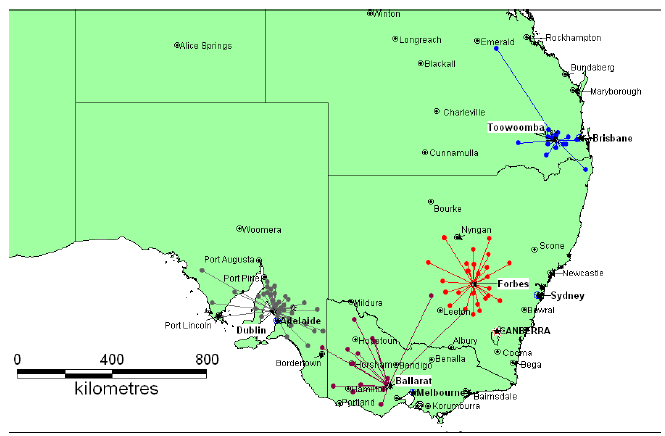 Winton
Longreach
Emerald
Rockhampton
Alice Springs
Blackall
Bundaberg
Maryborough
Charleville
Toowoomba
Brisbane
Cunnamulla
Bourke
Woomera
Nyngan
Scone
Port Augusta
Newcastle
Port Pirie
Forbes
Sydney
Mildura
Leeton
Bowral
Port Lincoln
Dublin
Adelaide
CANBERRA
Hopetoun
Albury
Cooma
Bordertown
Horsham
Bendigo
Benalla
Bega
0 400 800
kilometres
Ballarat
Hamilton
Melbourne
Bairnsdale
Portland
Korumburra